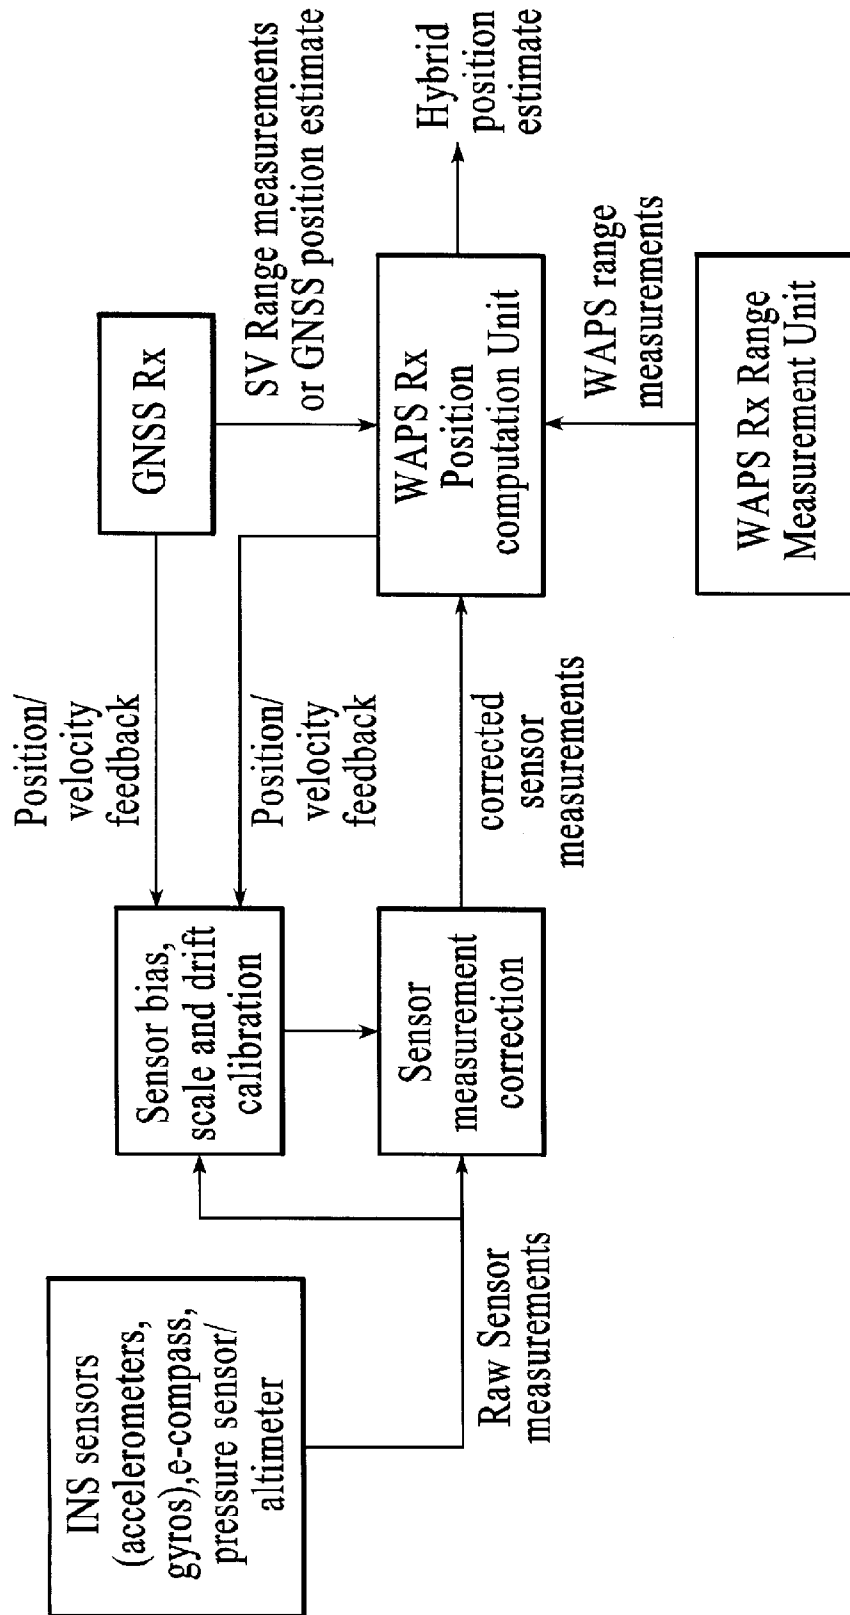 INS sensors
(accelerometers,
gyros),e-compass,
pressure sensor/
altimeter
Raw Sensor
measurements
Sensor bias,
scale and drift
calibration
Sensor
measurement
correction
Position/
velocity
feedback
Position/
velocity
feedback
corrected
sensor
measurements
GNSS Rx
SV Range measurements
or GNSS position estimate
WAPS Rx
Position
computation Unit
Hybrid
position
estimate
WAPS range
measurements
WAPS Rx Range
Measurement Unit